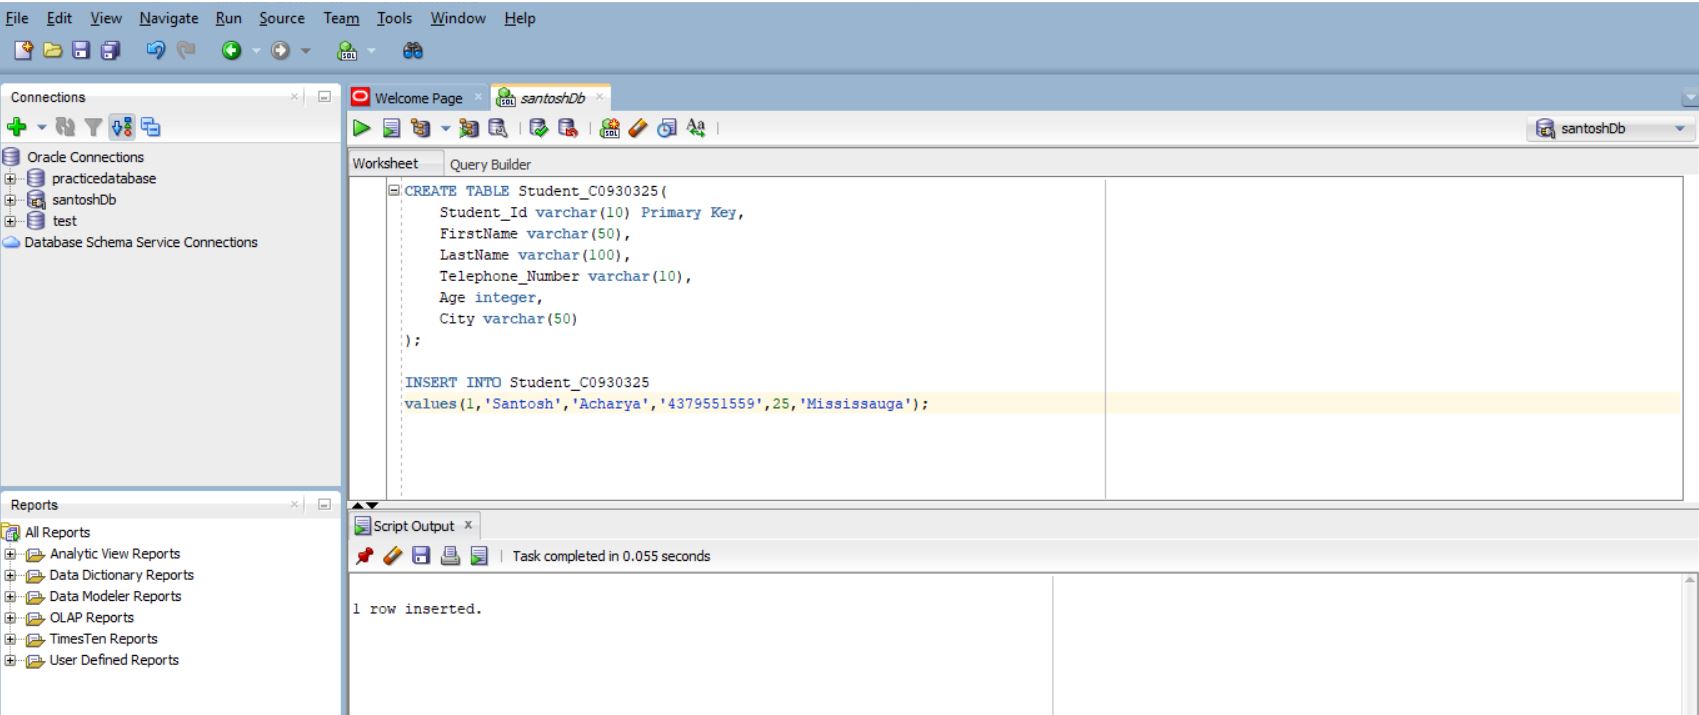 File Edit View Navigate Run Source Team Tools Window Help
Connections
Oracle Connections
practicedatabase
santoshDb
test
Database Schema Service Connections
Reports
All Reports
Analytic View Reports
Data Dictionary Reports
Data Modeler Reports
OLAP Reports
TimesTen Reports
User Defined Reports
Welcome Page santoshDb
santoshDb
Worksheet Query Builder
CREATE TABLE Student_C0930325(
Student_Id varchar(10) Primary Key,
FirstName varchar(50),
LastName varchar(100),
Telephone_Number varchar(10),
Age integer,
City varchar(50)
);
INSERT INTO Student_C0930325
values(1,'Santosh','Acharya','4379551559',25,'Mississauga');
Script Output x
Task completed in 0.055 seconds
1 row inserted.